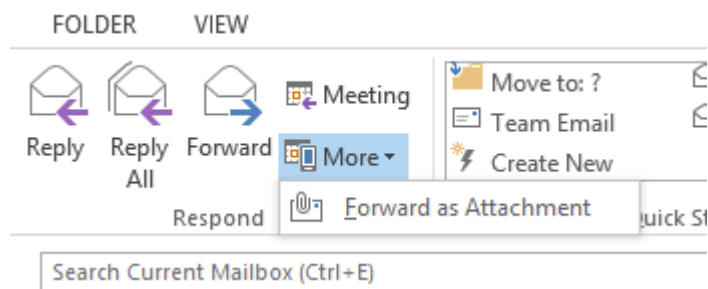 FOLDER VIEW
Reply
Reply All
Forward
Meeting
More
Respond
Forward as Attachment
Move to: ?
Team Email
Create New
Search Current Mailbox (Ctrl+E)